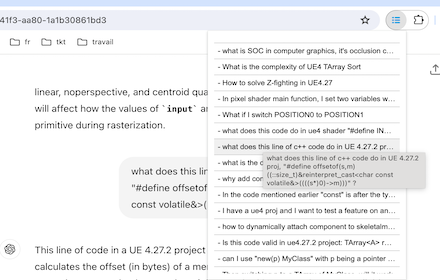 41f3-aa80-1a1b30861bd3
fr
tkt
travail
- what is SOC in computer graphics, it's occlusion c...
- What is the complexity of UE4 TArray Sort
- How to solve Z-fighting in UE4.27
- In pixel shader main function, I set two variables w...
- What if I switch POSITION0 to POSITION1
- what does this code do in ue4 shader "#define IN...
- what does this line of c++ code do in UE 4.27.2 pr...
- what is the d
what does this line of c++ code do in UE 4.27.2
proj, "#define offsetof(s,m)
((::size_t)&reinterpret_cast<char const
volatile&>((((s*)0)->m)))" ?
- why add con
- In the code mentioned earlier "const" is after the ty...
- I have a ue4 proj and I want to test a feature on an...
- how to dynamically attach component to skeletalm...
- Is this code valid in ue4.27.2 project: TArray<A> r...
- can I use "new(p) MyClass" with p being a pointer ...
linear, noperspective, and centroid qua
will affect how the values of `input` ar
primitive during rasterization.
what does this lin
"#define offsetof
const volatile&>(
This line of code in a UE 4.27.2 project
calculates the offset (in bytes) of a me